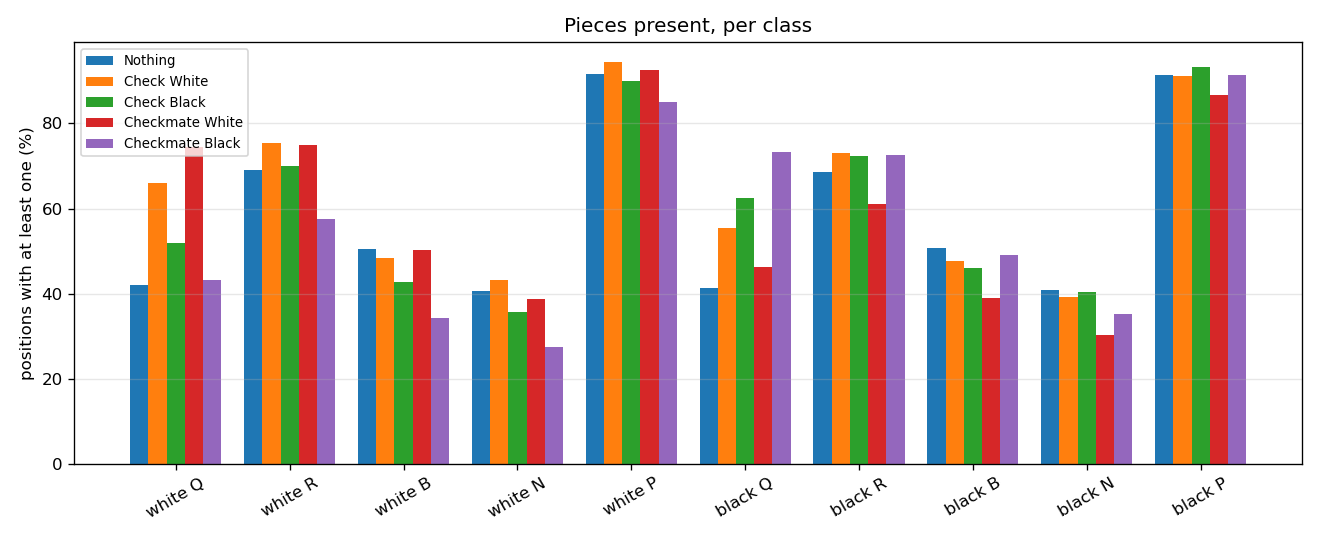 Pieces present, per class
Nothing
Check White
Check Black
Checkmate White
Checkmate Black
positions with at least one (%)
80
60
40
20
0
white Q
white R
white B
white N
white P
black Q
black R
black B
black N
black P